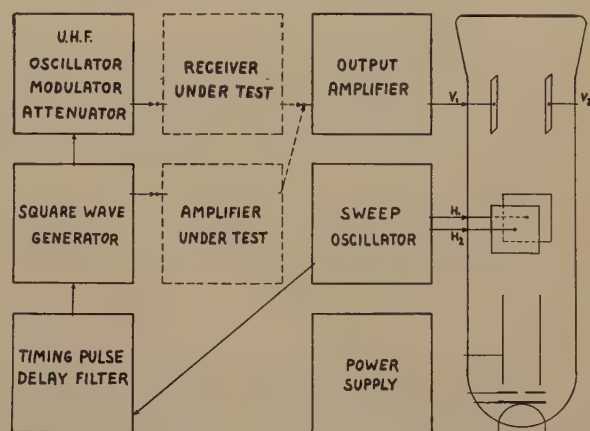 U.H.F.
OSCILLATOR
MODULATOR
ATTENUATOR
RECEIVER
UNDER TEST
OUTPUT
AMPLIFIER
V₁
V₂
SQUARE WAVE
GENERATOR
AMPLIFIER
UNDER TEST
SWEEP
OSCILLATOR
H₁
H₂
TIMING PULSE
DELAY FILTER
POWER
SUPPLY